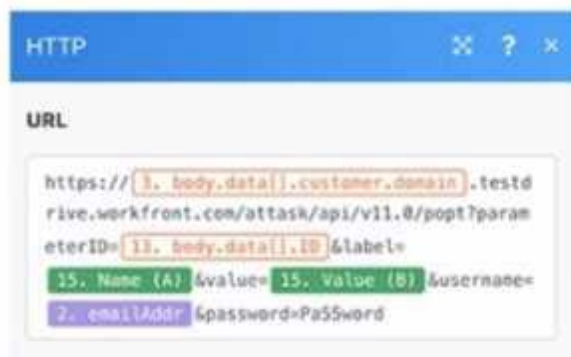 HTTP ?
URL
https:// 3. body.data[].customer.domain .testd
rive.workfront.com/attask/api/v11.0/popt?param
eterID= 13. body.data[].ID &label=
15. Name (A) &value= 15. Value (B) &username=
2. emailAddr &password=Pa55word